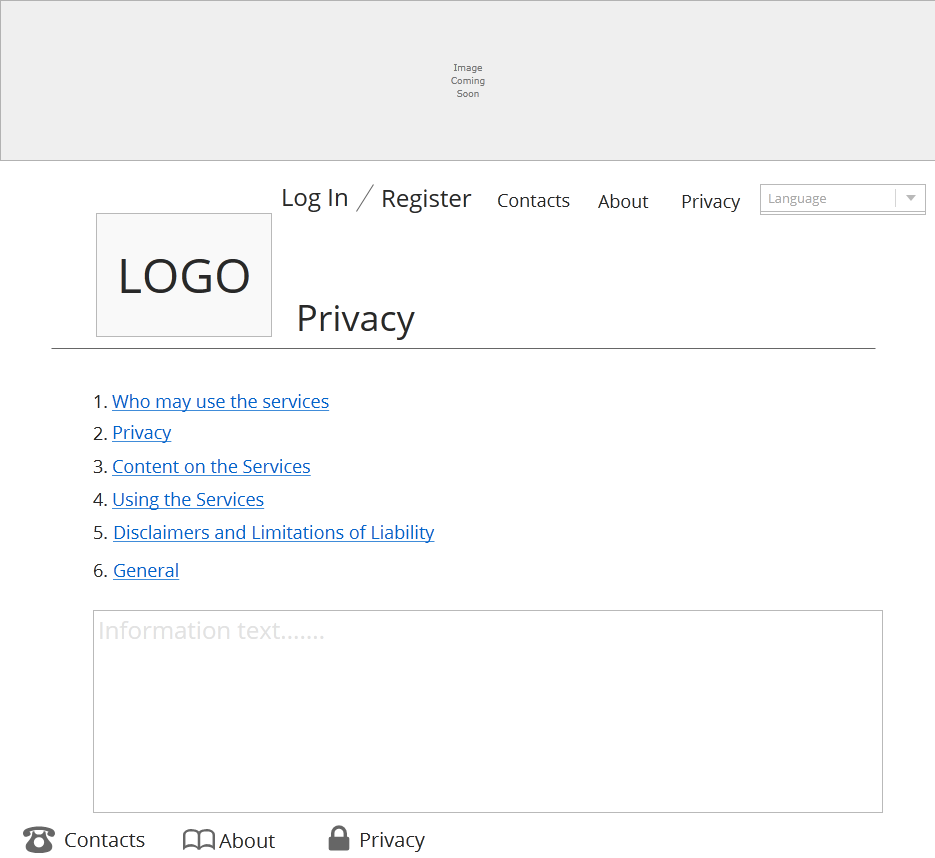 Image
Coming
Soon
Log In / Register Contacts About Privacy Language
LOGO
Privacy
1. Who may use the services
2. Privacy
3. Content on the Services
4. Using the Services
5. Disclaimers and Limitations of Liability
6. General
Information text.......
Contacts About Privacy